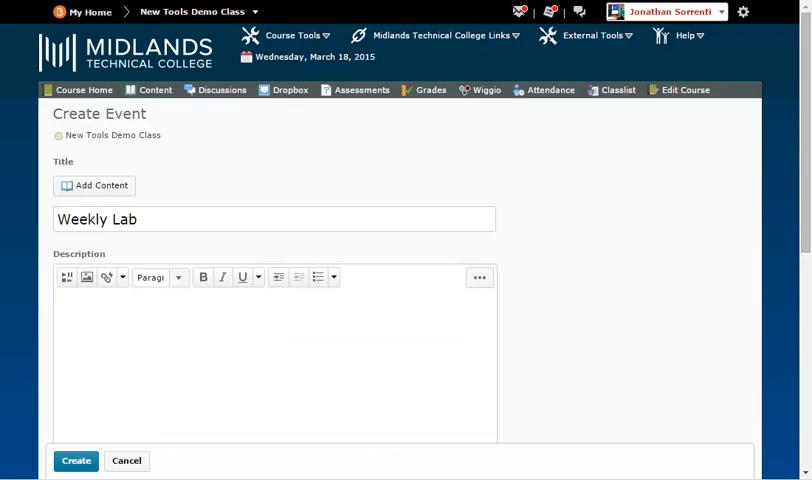 My Home
New Tools Demo Class
Jonathan Sorrenti
MIDLANDS
TECHNICAL COLLEGE
Course Tools
Midlands Technical College Links
External Tools
Help
Wednesday, March 18, 2015
Course Home
Content
Discussions
Dropbox
Assessments
Grades
Wiggio
Attendance
Classlist
Edit Course
Create Event
New Tools Demo Class
Title
Add Content
Weekly Lab
Description
Paragr
B I U
Create
Cancel